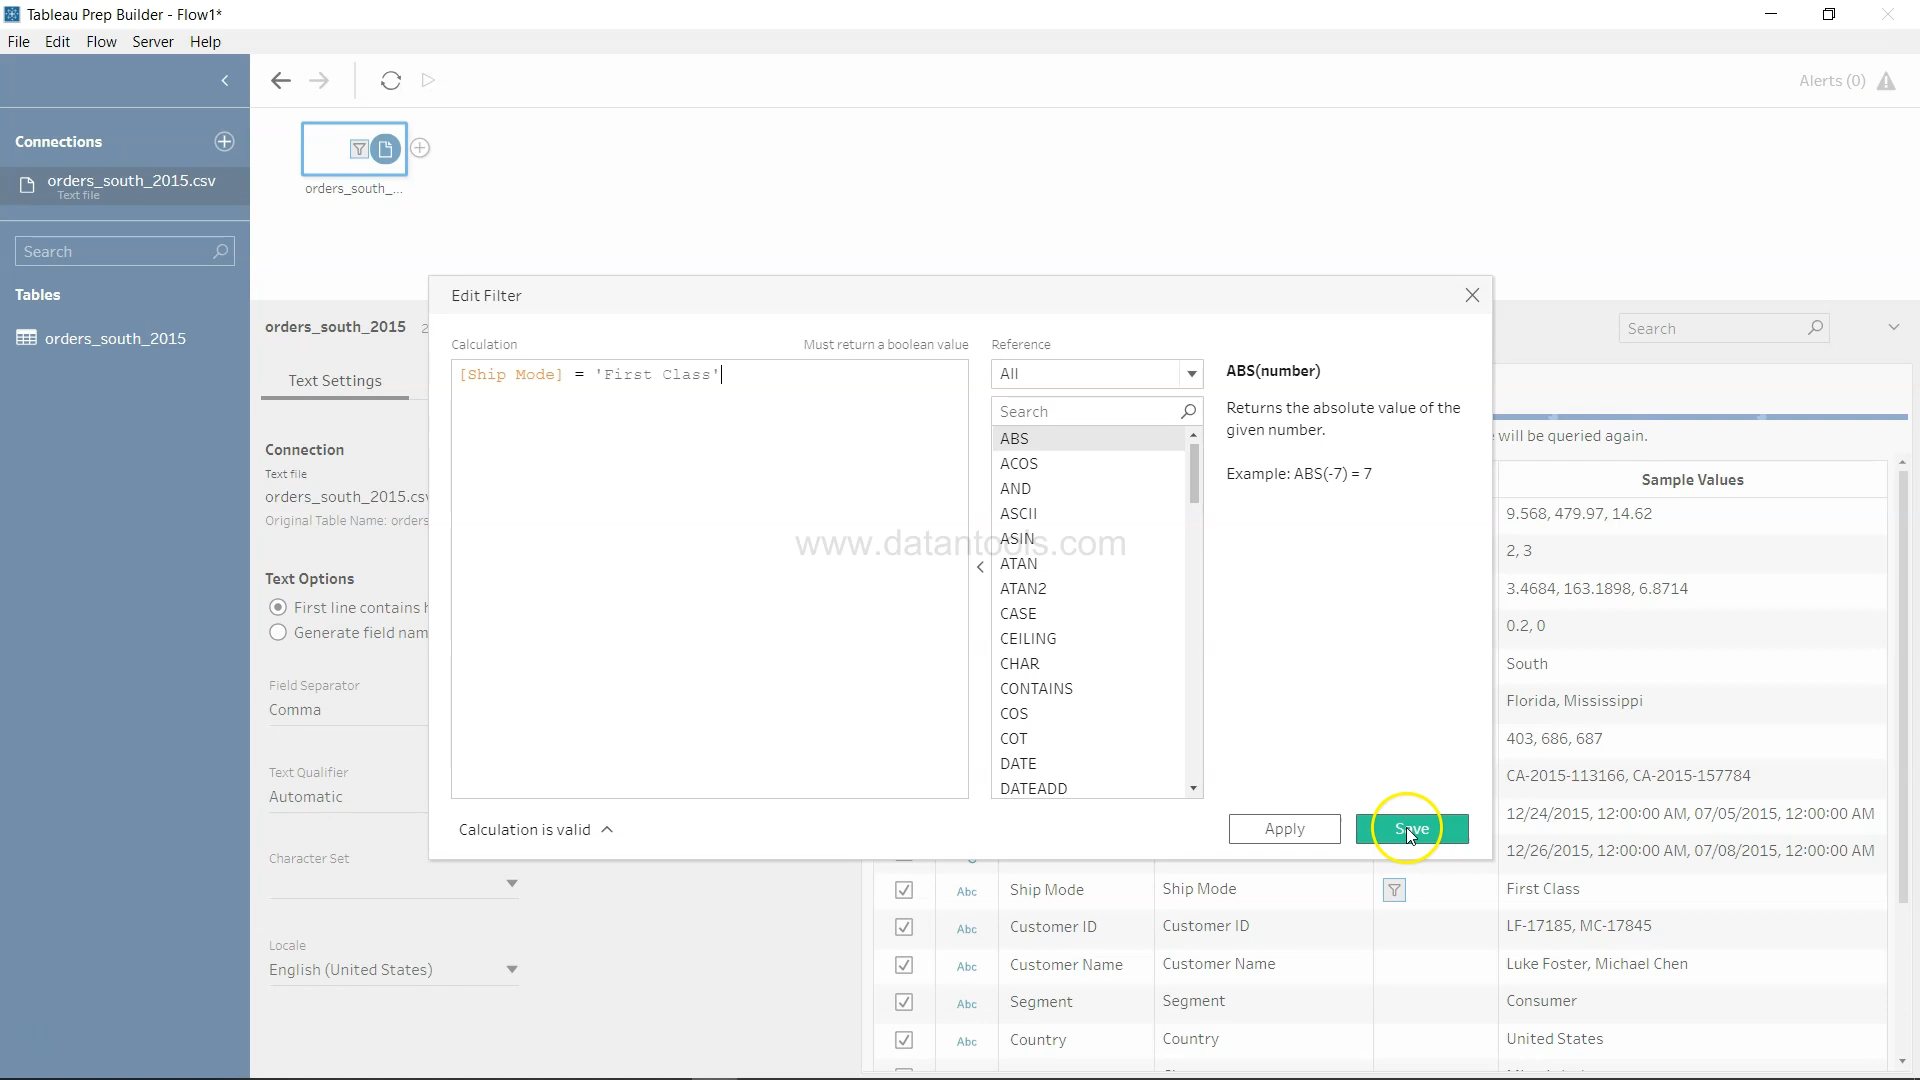 Tableau Prep Builder - Flow1*
File Edit Flow Server Help
Alerts (0)
Connections
orders_south_2015.csv
Text file
orders_south_...
Search
Tables
orders_south_2015
orders_south_2015 2
Search
Text Settings
Connection
Text file
orders_south_2015.csv
Original Table Name: orders
Text Options
First line contains h
Generate field nam
Field Separator
Comma
Text Qualifier
Automatic
Character Set
Locale
English (United States)
Edit Filter
Calculation Must return a boolean value Reference
[Ship Mode] = 'First Class'
All
Search
ABS
ACOS
AND
ASCII
ASIN
ATAN
ATAN2
CASE
CEILING
CHAR
CONTAINS
COS
COT
DATE
DATEADD
ABS(number)
Returns the absolute value of the
given number.
Example: ABS(-7) = 7
www.datantools.com
Calculation is valid
Apply Save
will be queried again.
Sample Values
9.568, 479.97, 14.62
2, 3
3.4684, 163.1898, 6.8714
0.2, 0
South
Florida, Mississippi
403, 686, 687
CA-2015-113166, CA-2015-157784
12/24/2015, 12:00:00 AM, 07/05/2015, 12:00:00 AM
12/26/2015, 12:00:00 AM, 07/08/2015, 12:00:00 AM
Abc Ship Mode Ship Mode First Class
Abc Customer ID Customer ID LF-17185, MC-17845
Abc Customer Name Customer Name Luke Foster, Michael Chen
Abc Segment Segment Consumer
Abc Country Country United States